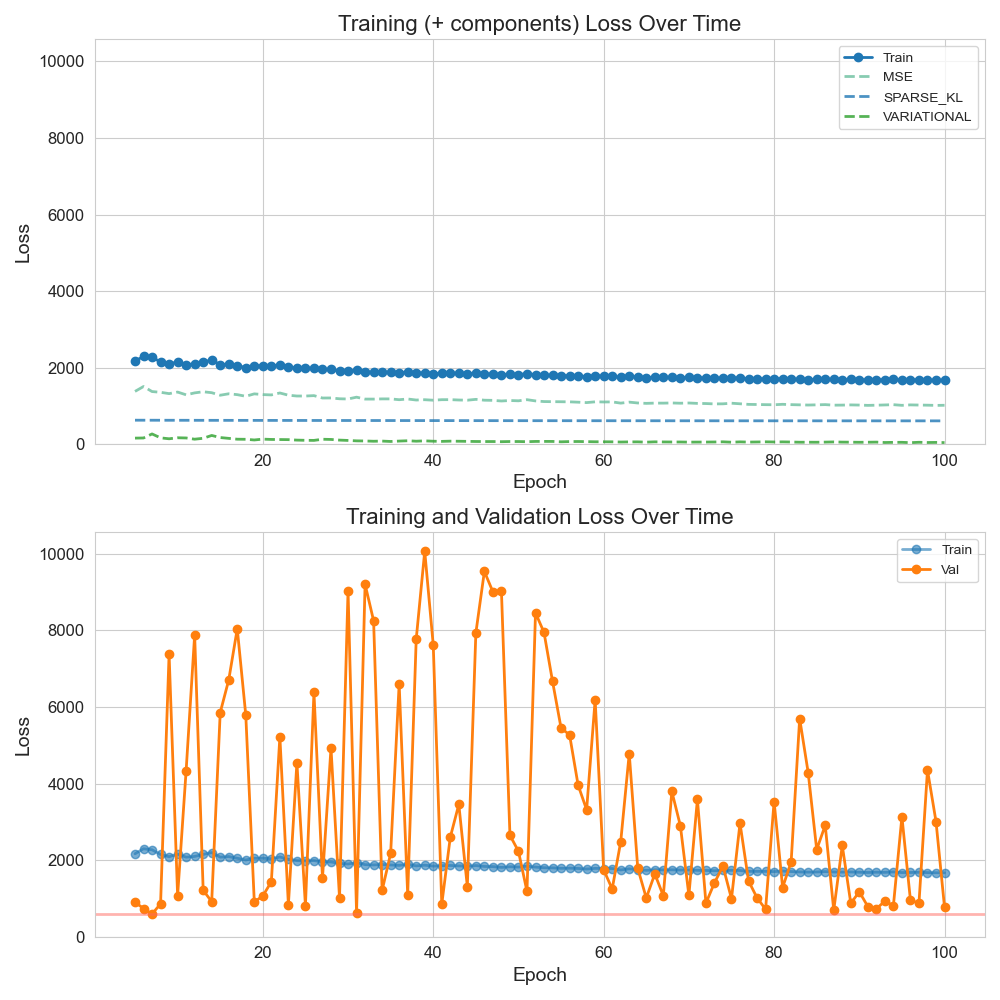 Training (+ components) Loss Over Time
10000
8000
6000
4000
2000
0
Loss
Train
MSE
SPARSE_KL
VARIATIONAL
20
40
60
80
100
Epoch
Training and Validation Loss Over Time
10000
8000
6000
4000
2000
0
Loss
Train
Val
20
40
60
80
100
Epoch